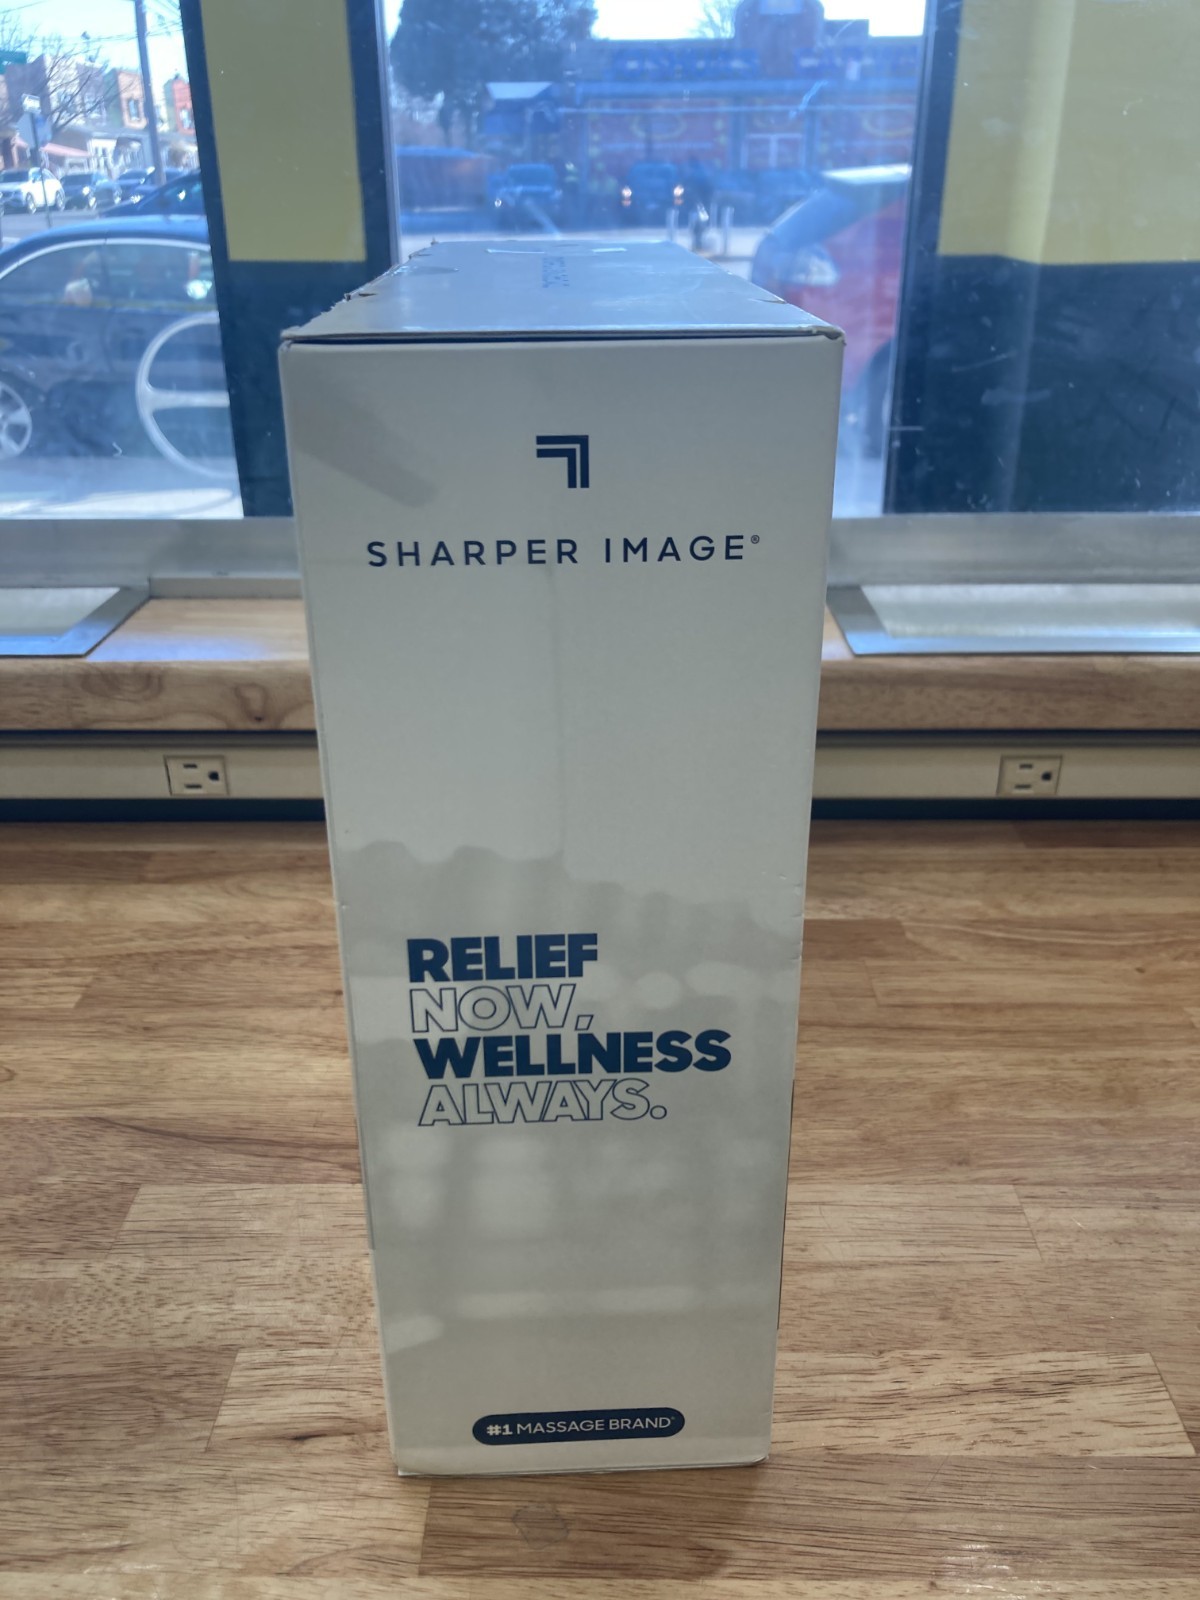 SHARPER IMAGE®
RELIEF
NOW,
WELLNESS
ALWAYS.
#1 MASSAGE BRAND*